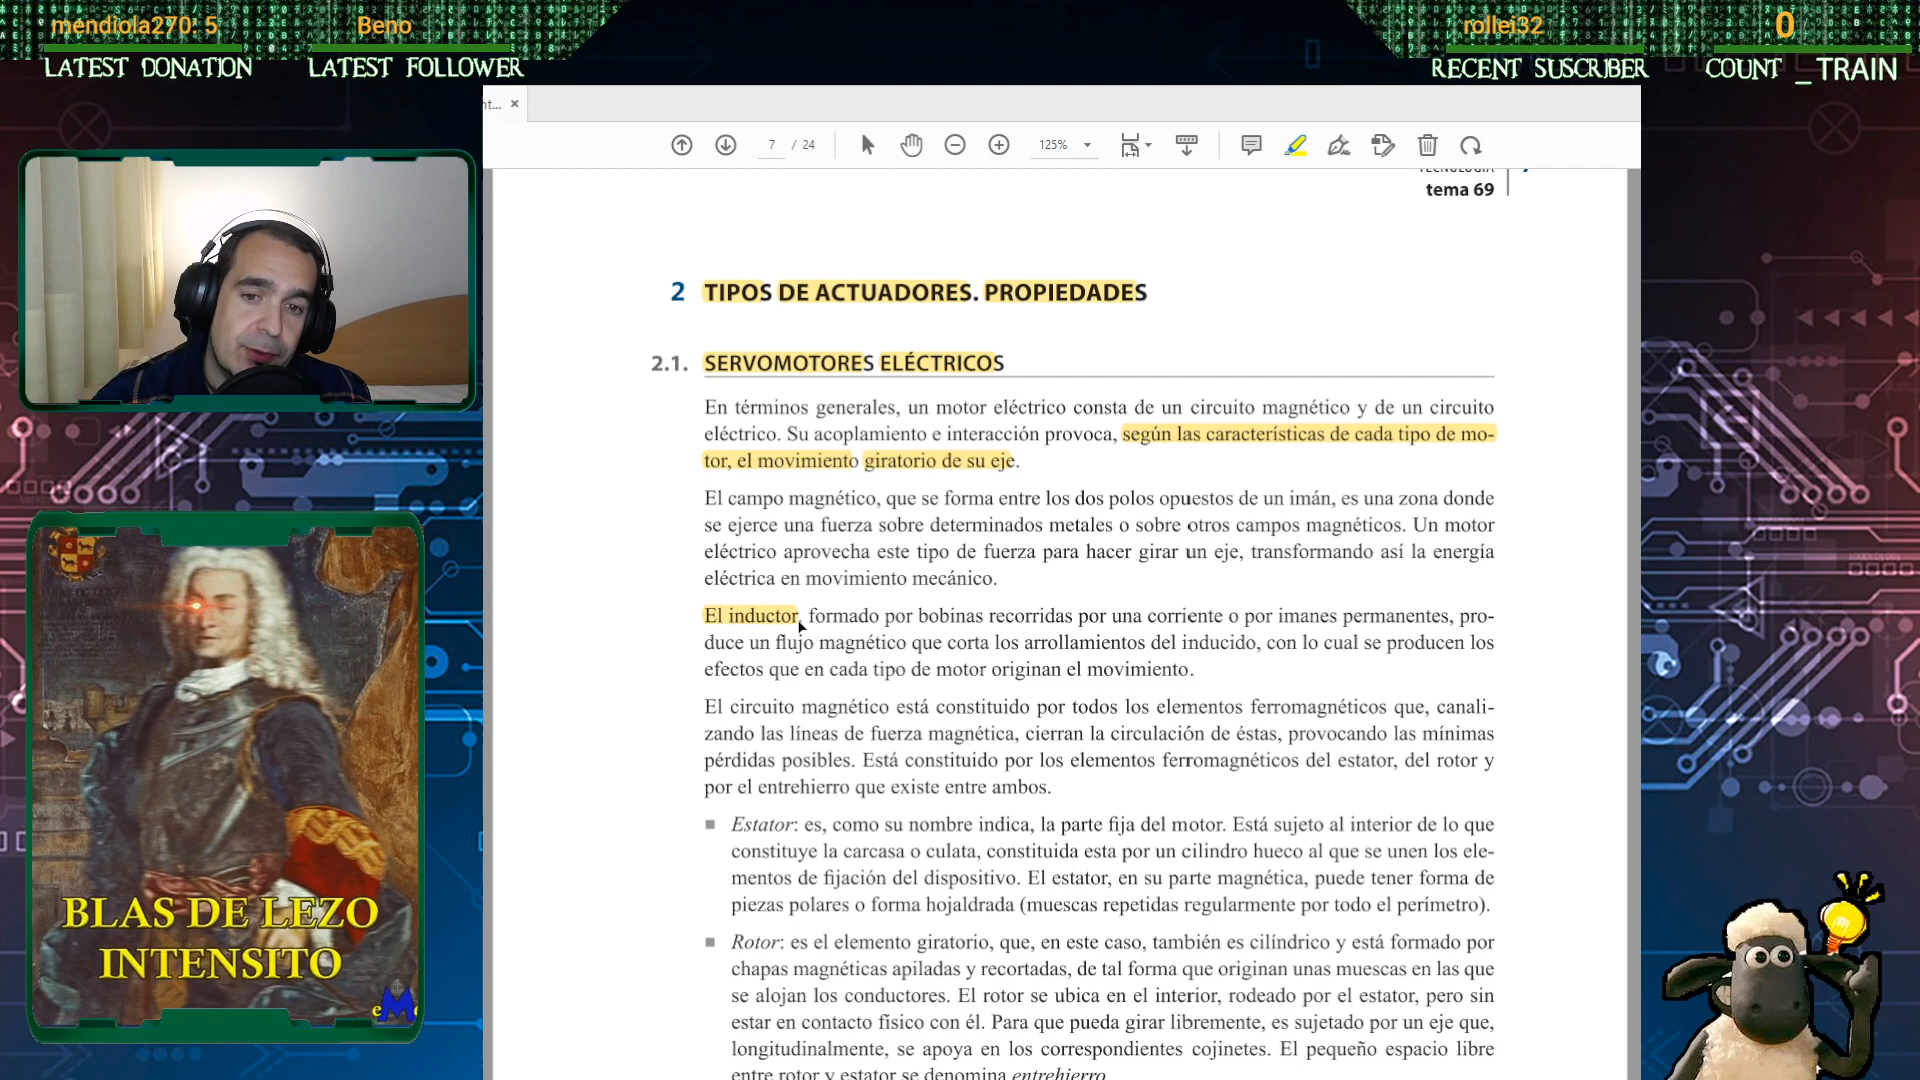 mendiola270: 5
Beno
rollei32
0
LATEST DONATION
LATEST FOLLOWER
RECENT SUSCRIBER
COUNT _TRAIN
nt... ×
7 / 24
125%
TECNOLOGÍA
tema 69
2 TIPOS DE ACTUADORES. PROPIEDADES
2.1. SERVOMOTORES ELÉCTRICOS
En términos generales, un motor eléctrico consta de un circuito magnético y de un circuito
eléctrico. Su acoplamiento e interacción provoca, según las características de cada tipo de mo-
tor, el movimiento giratorio de su eje.
El campo magnético, que se forma entre los dos polos opuestos de un imán, es una zona donde
se ejerce una fuerza sobre determinados metales o sobre otros campos magnéticos. Un motor
eléctrico aprovecha este tipo de fuerza para hacer girar un eje, transformando así la energía
eléctrica en movimiento mecánico.
El inductor, formado por bobinas recorridas por una corriente o por imanes permanentes, pro-
duce un flujo magnético que corta los arrollamientos del inducido, con lo cual se producen los
efectos que en cada tipo de motor originan el movimiento.
El circuito magnético está constituido por todos los elementos ferromagnéticos que, canali-
zando las líneas de fuerza magnética, cierran la circulación de éstas, provocando las mínimas
pérdidas posibles. Está constituido por los elementos ferromagnéticos del estator, del rotor y
por el entrehierro que existe entre ambos.
■ Estator: es, como su nombre indica, la parte fija del motor. Está sujeto al interior de lo que
constituye la carcasa o culata, constituida esta por un cilindro hueco al que se unen los ele-
mentos de fijación del dispositivo. El estator, en su parte magnética, puede tener forma de
piezas polares o forma hojaldrada (muescas repetidas regularmente por todo el perímetro).
■ Rotor: es el elemento giratorio, que, en este caso, también es cilíndrico y está formado por
chapas magnéticas apiladas y recortadas, de tal forma que originan unas muescas en las que
se alojan los conductores. El rotor se ubica en el interior, rodeado por el estator, pero sin
estar en contacto físico con él. Para que pueda girar libremente, es sujetado por un eje que,
longitudinalmente, se apoya en los correspondientes cojinetes. El pequeño espacio libre
entre rotor y estator se denomina entrehierro.
BLAS DE LEZO
INTENSITO